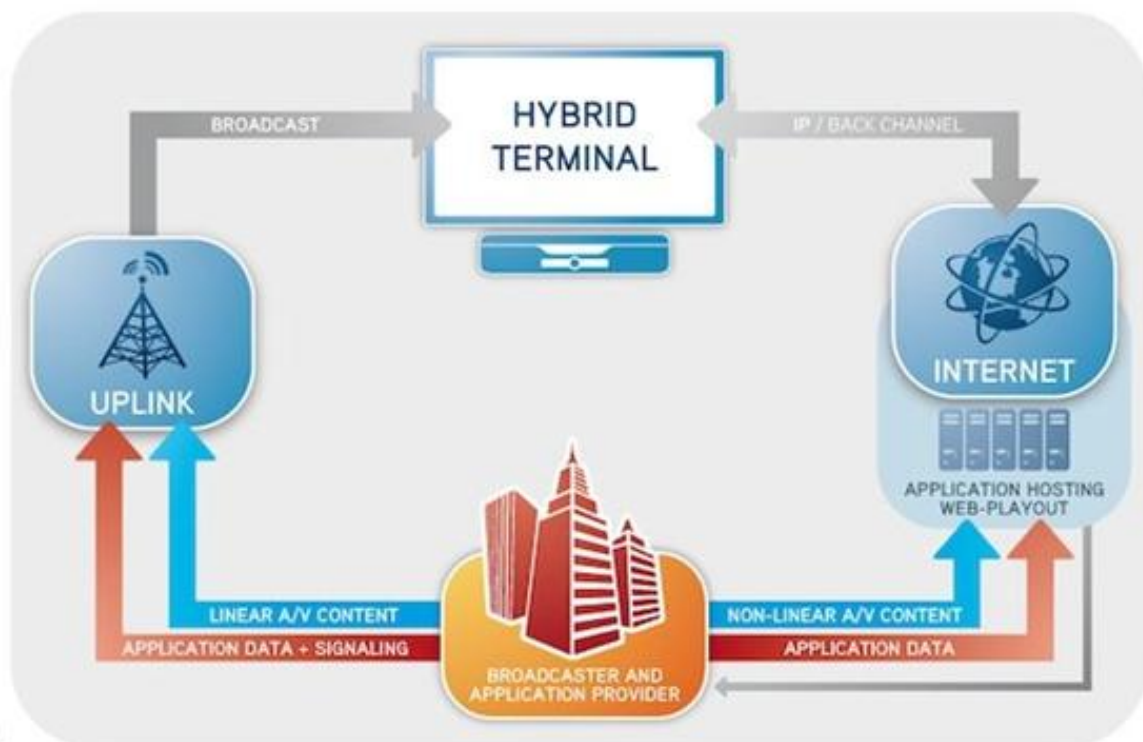 HYBRID
TERMINAL
BROADCAST
IP / BACK CHANNEL
UPLINK
INTERNET
APPLICATION HOSTING
WEB-PLAYOUT
LINEAR A/V CONTENT
NON-LINEAR A/V CONTENT
APPLICATION DATA + SIGNALING
APPLICATION DATA
BROADCASTER AND
APPLICATION PROVIDER